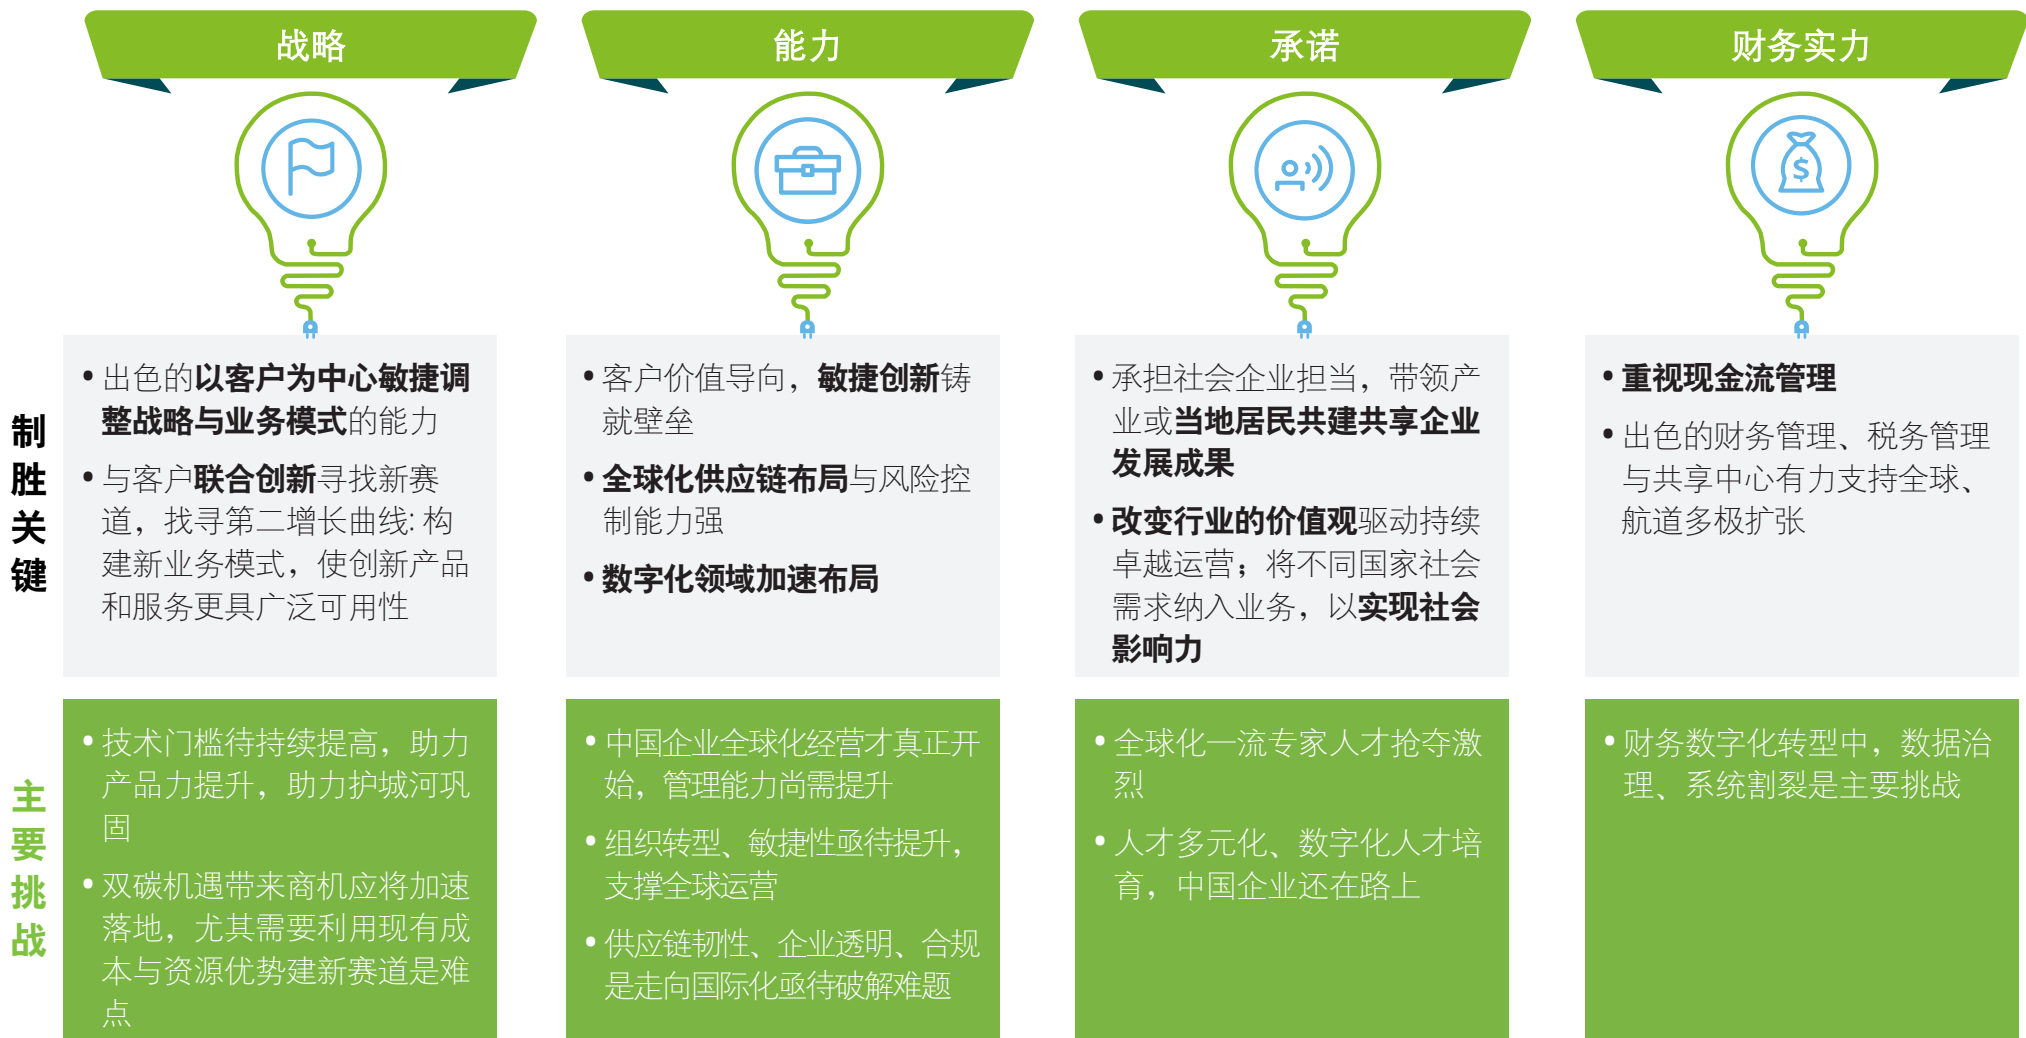 战略
能力
承诺
财务实力
制
胜
关
键
• 出色的以客户为中心敏捷调
整战略与业务模式的能力
• 与客户联合创新寻找新赛
道，找寻第二增长曲线: 构
建新业务模式，使创新产品
和服务更具广泛可用性
• 客户价值导向，敏捷创新铸
就壁垒
• 全球化供应链布局与风险控
制能力强
• 数字化领域加速布局
• 承担社会企业担当，带领产
业或当地居民共建共享企业
发展成果
• 改变行业的价值观驱动持续
卓越运营；将不同国家社会
需求纳入业务，以实现社会
影响力
• 重视现金流管理
• 出色的财务管理、税务管理
与共享中心有力支持全球、
航道多极扩张
主
要
挑
战
• 技术门槛待持续提高，助力
产品力提升，助力护城河巩
固
• 双碳机遇带来商机应将加速
落地，尤其需要利用现有成
本与资源优势建新赛道是难
点
• 中国企业全球化经营才真正开
始，管理能力尚需提升
• 组织转型、敏捷性亟待提升，
支撑全球运营
• 供应链韧性、企业透明、合规
是走向国际化亟待破解难题
• 全球化一流专家人才抢夺激
烈
• 人才多元化、数字化人才培
育，中国企业还在路上
• 财务数字化转型中，数据治
理、系统割裂是主要挑战